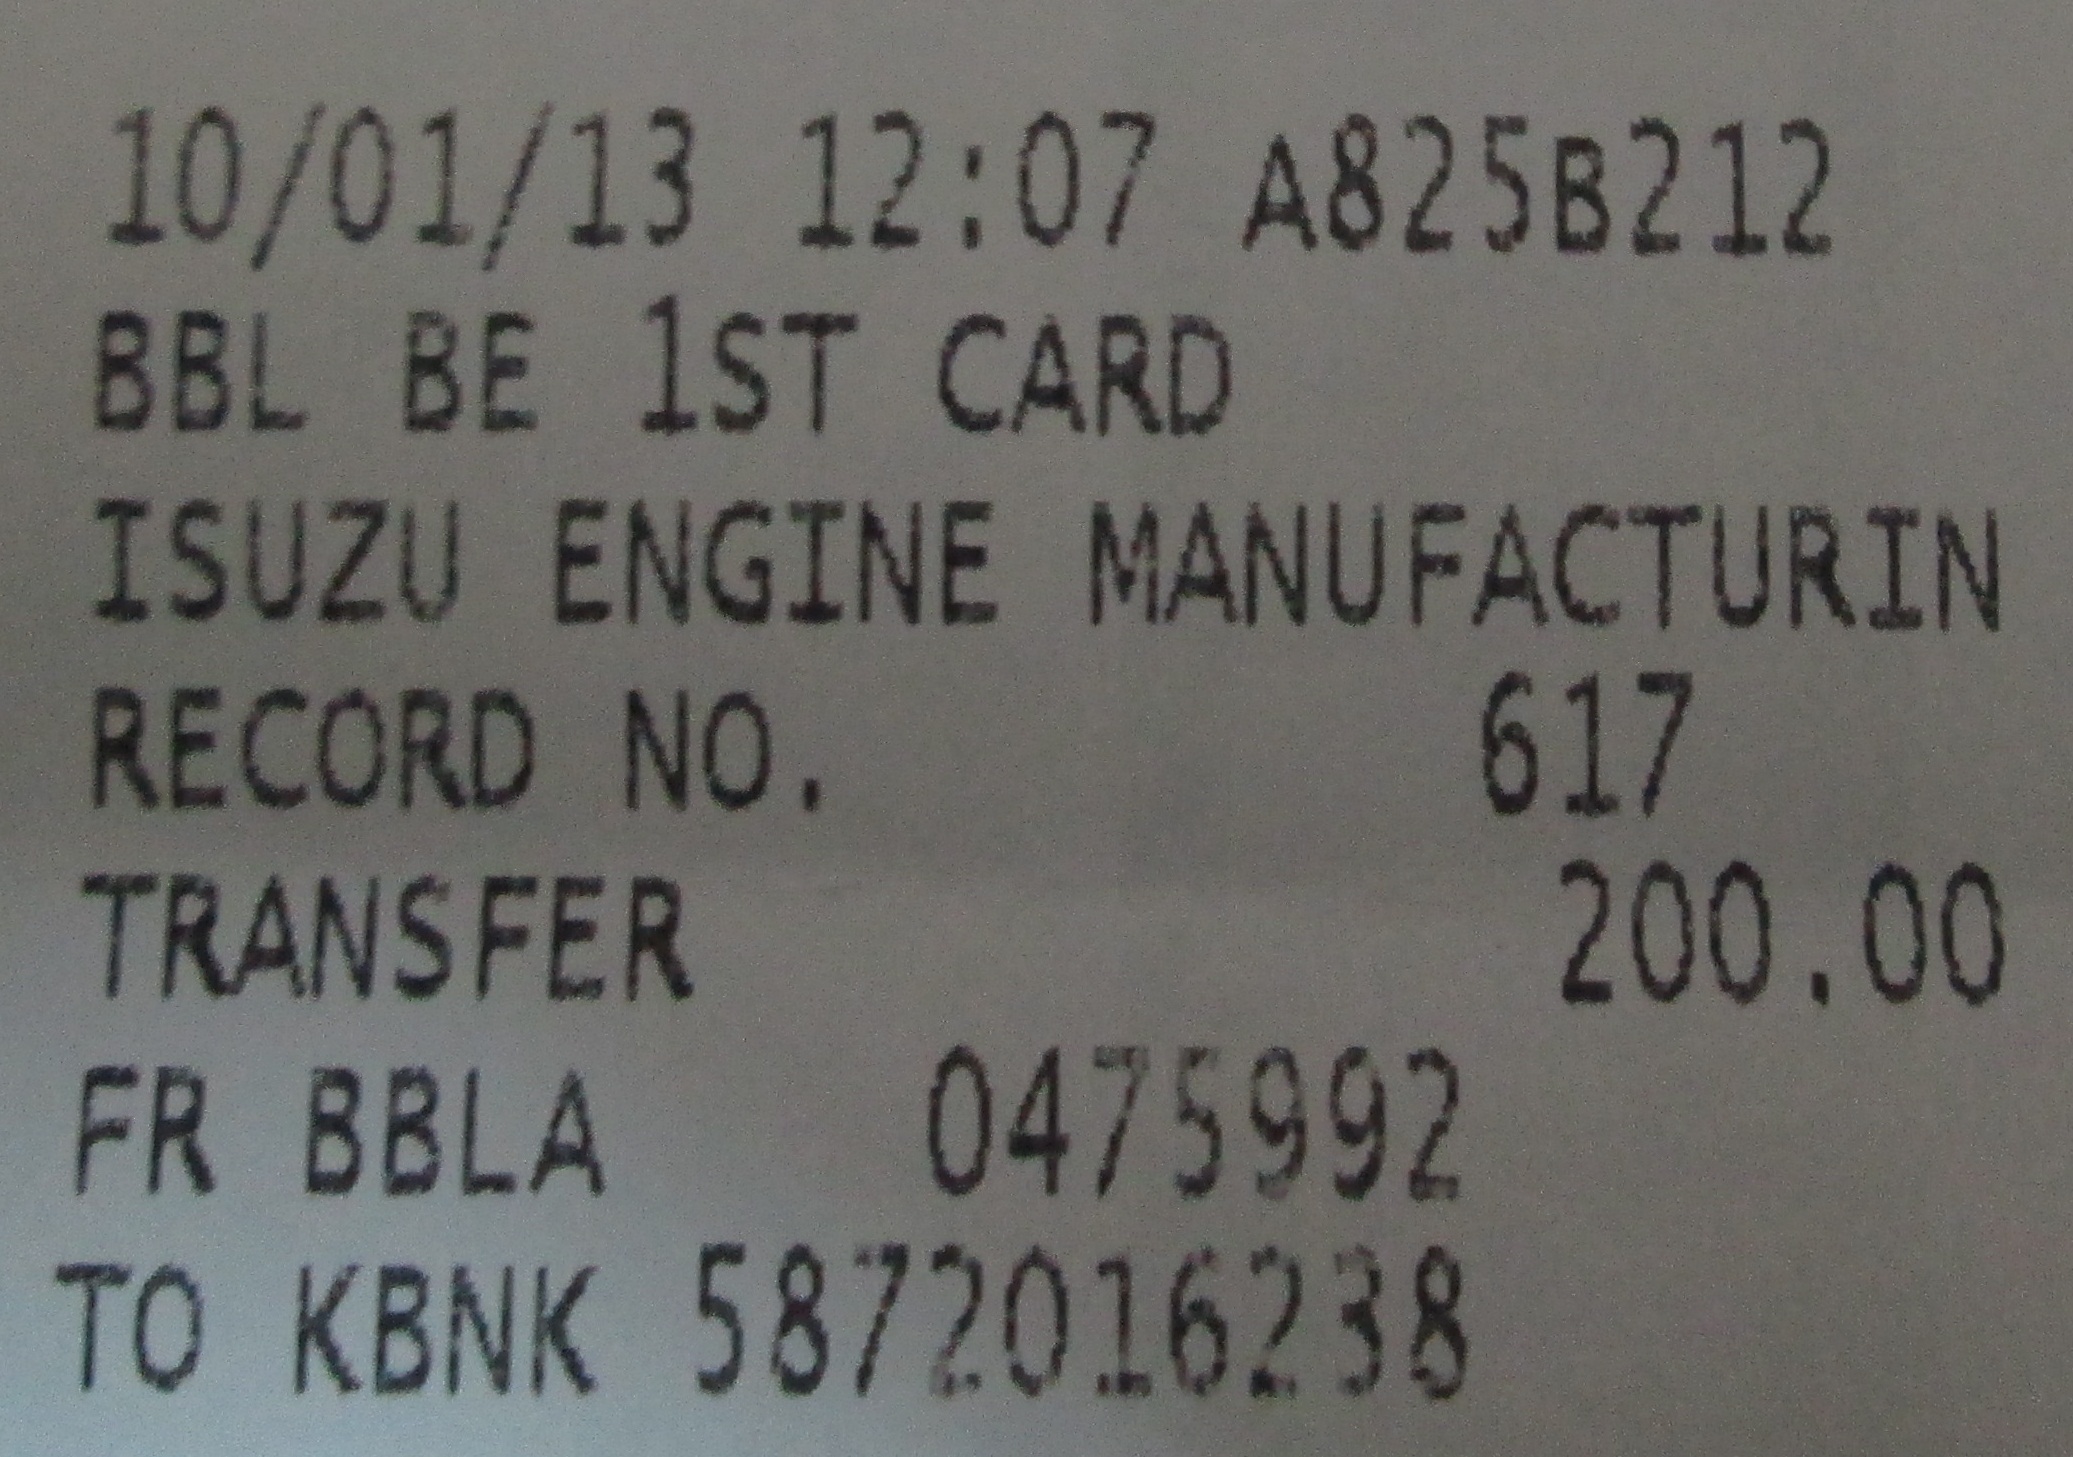 10/01/13 12:07 A825B212
BBL BE 1ST CARD
ISUZU ENGINE MANUFACTURIN
RECORD NO. 617
TRANSFER 200.00
FR BBLA 0475992
TO KBNK 5872016238